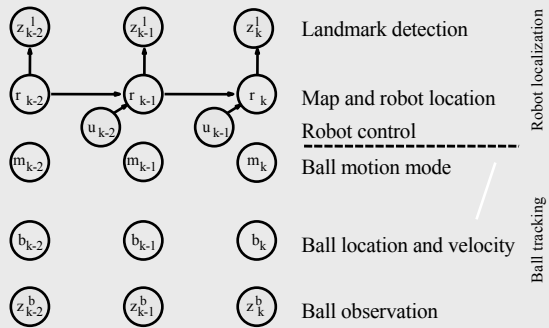 z^l_{k-2} z^l_{k-1} z^l_k Landmark detection
r_{k-2} r_{k-1} r_k Map and robot location
u_{k-2} u_{k-1} Robot control
m_{k-2} m_{k-1} m_k Ball motion mode
b_{k-2} b_{k-1} b_k Ball location and velocity
z^b_{k-2} z^b_{k-1} z^b_k Ball observation
Robot localization
Ball tracking